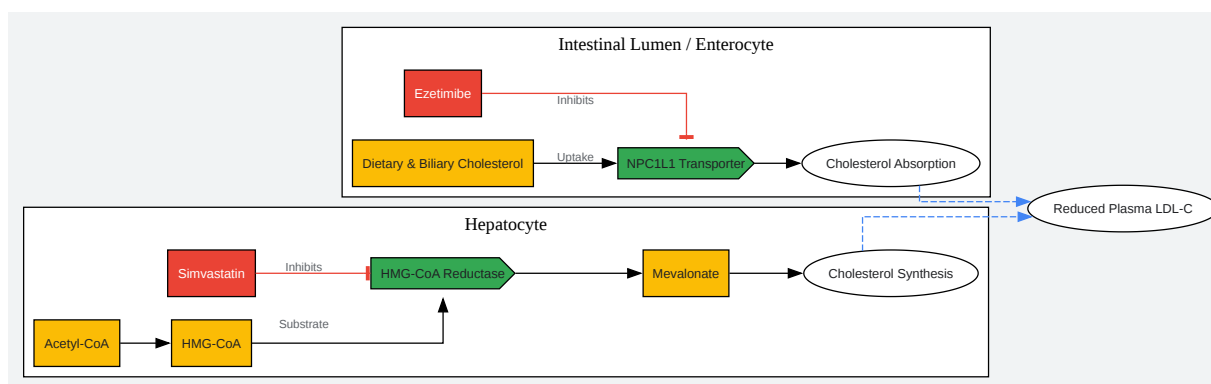 Intestinal Lumen / Enterocyte
Ezetimibe
Inhibits
Dietary & Biliary Cholesterol
Uptake
NPC1L1 Transporter
Cholesterol Absorption
Reduced Plasma LDL-C
Hepatocyte
Simvastatin
Inhibits
HMG-CoA Reductase
Mevalonate
Cholesterol Synthesis
Substrate
Acetyl-CoA
HMG-CoA